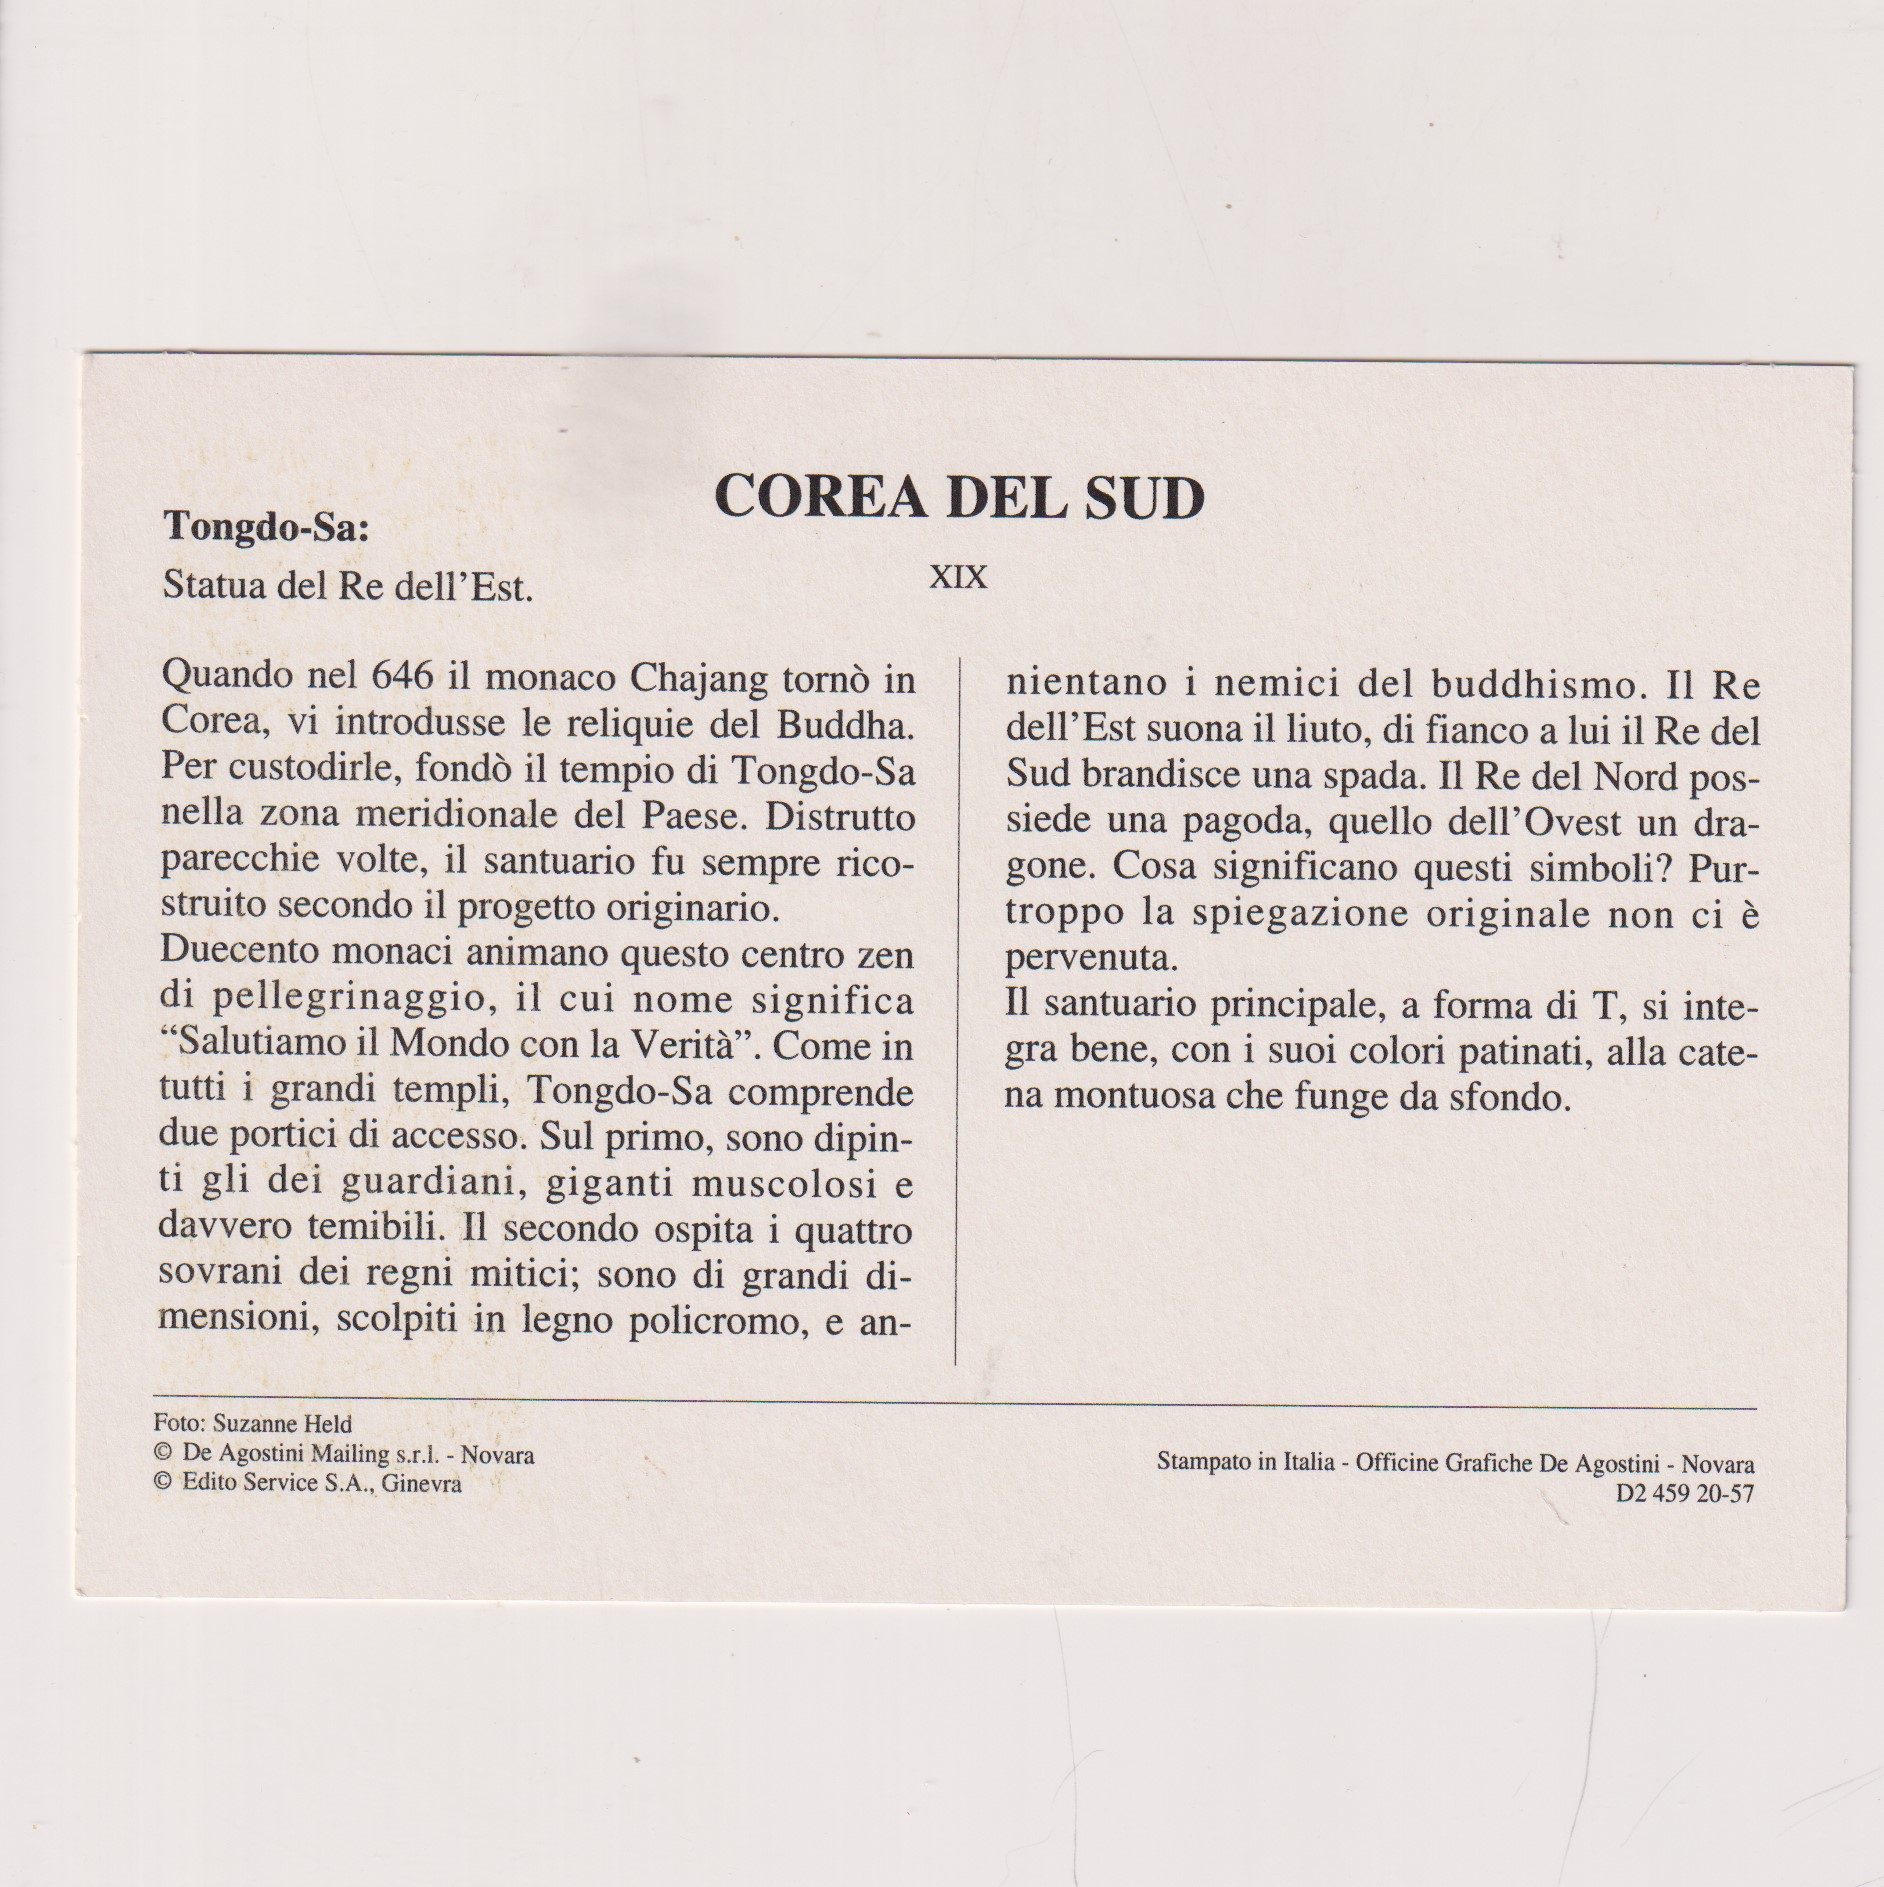 COREA DEL SUD
XIX
Tongdo-Sa:
Statua del Re dell’Est.
Quando nel 646 il monaco Chajang tornò in
Corea, vi introdusse le reliquie del Buddha.
Per custodirle, fondò il tempio di Tongdo-Sa
nella zona meridionale del Paese. Distrutto
parecchie volte, il santuario fu sempre rico-
struito secondo il progetto originario.
Duecento monaci animano questo centro zen
di pellegrinaggio, il cui nome significa
“Salutiamo il Mondo con la Verità”. Come in
tutti i grandi templi, Tongdo-Sa comprende
due portici di accesso. Sul primo, sono dipin-
ti gli dei guardiani, giganti muscolosi e
davvero temibili. Il secondo ospita i quattro
sovrani dei regni mitici; sono di grandi di-
mensioni, scolpiti in legno policromo, e an-
nientano i nemici del buddhismo. Il Re
dell’Est suona il liuto, di fianco a lui il Re del
Sud brandisce una spada. Il Re del Nord pos-
siede una pagoda, quello dell’Ovest un dra-
gone. Cosa significano questi simboli? Pur-
troppo la spiegazione originale non ci è
pervenuta.
Il santuario principale, a forma di T, si inte-
gra bene, con i suoi colori patinati, alla cate-
na montuosa che funge da sfondo.
Foto: Suzanne Held
© De Agostini Mailing s.r.l. - Novara
© Edito Service S.A., Ginevra
Stampato in Italia - Officine Grafiche De Agostini - Novara
D2 459 20-57